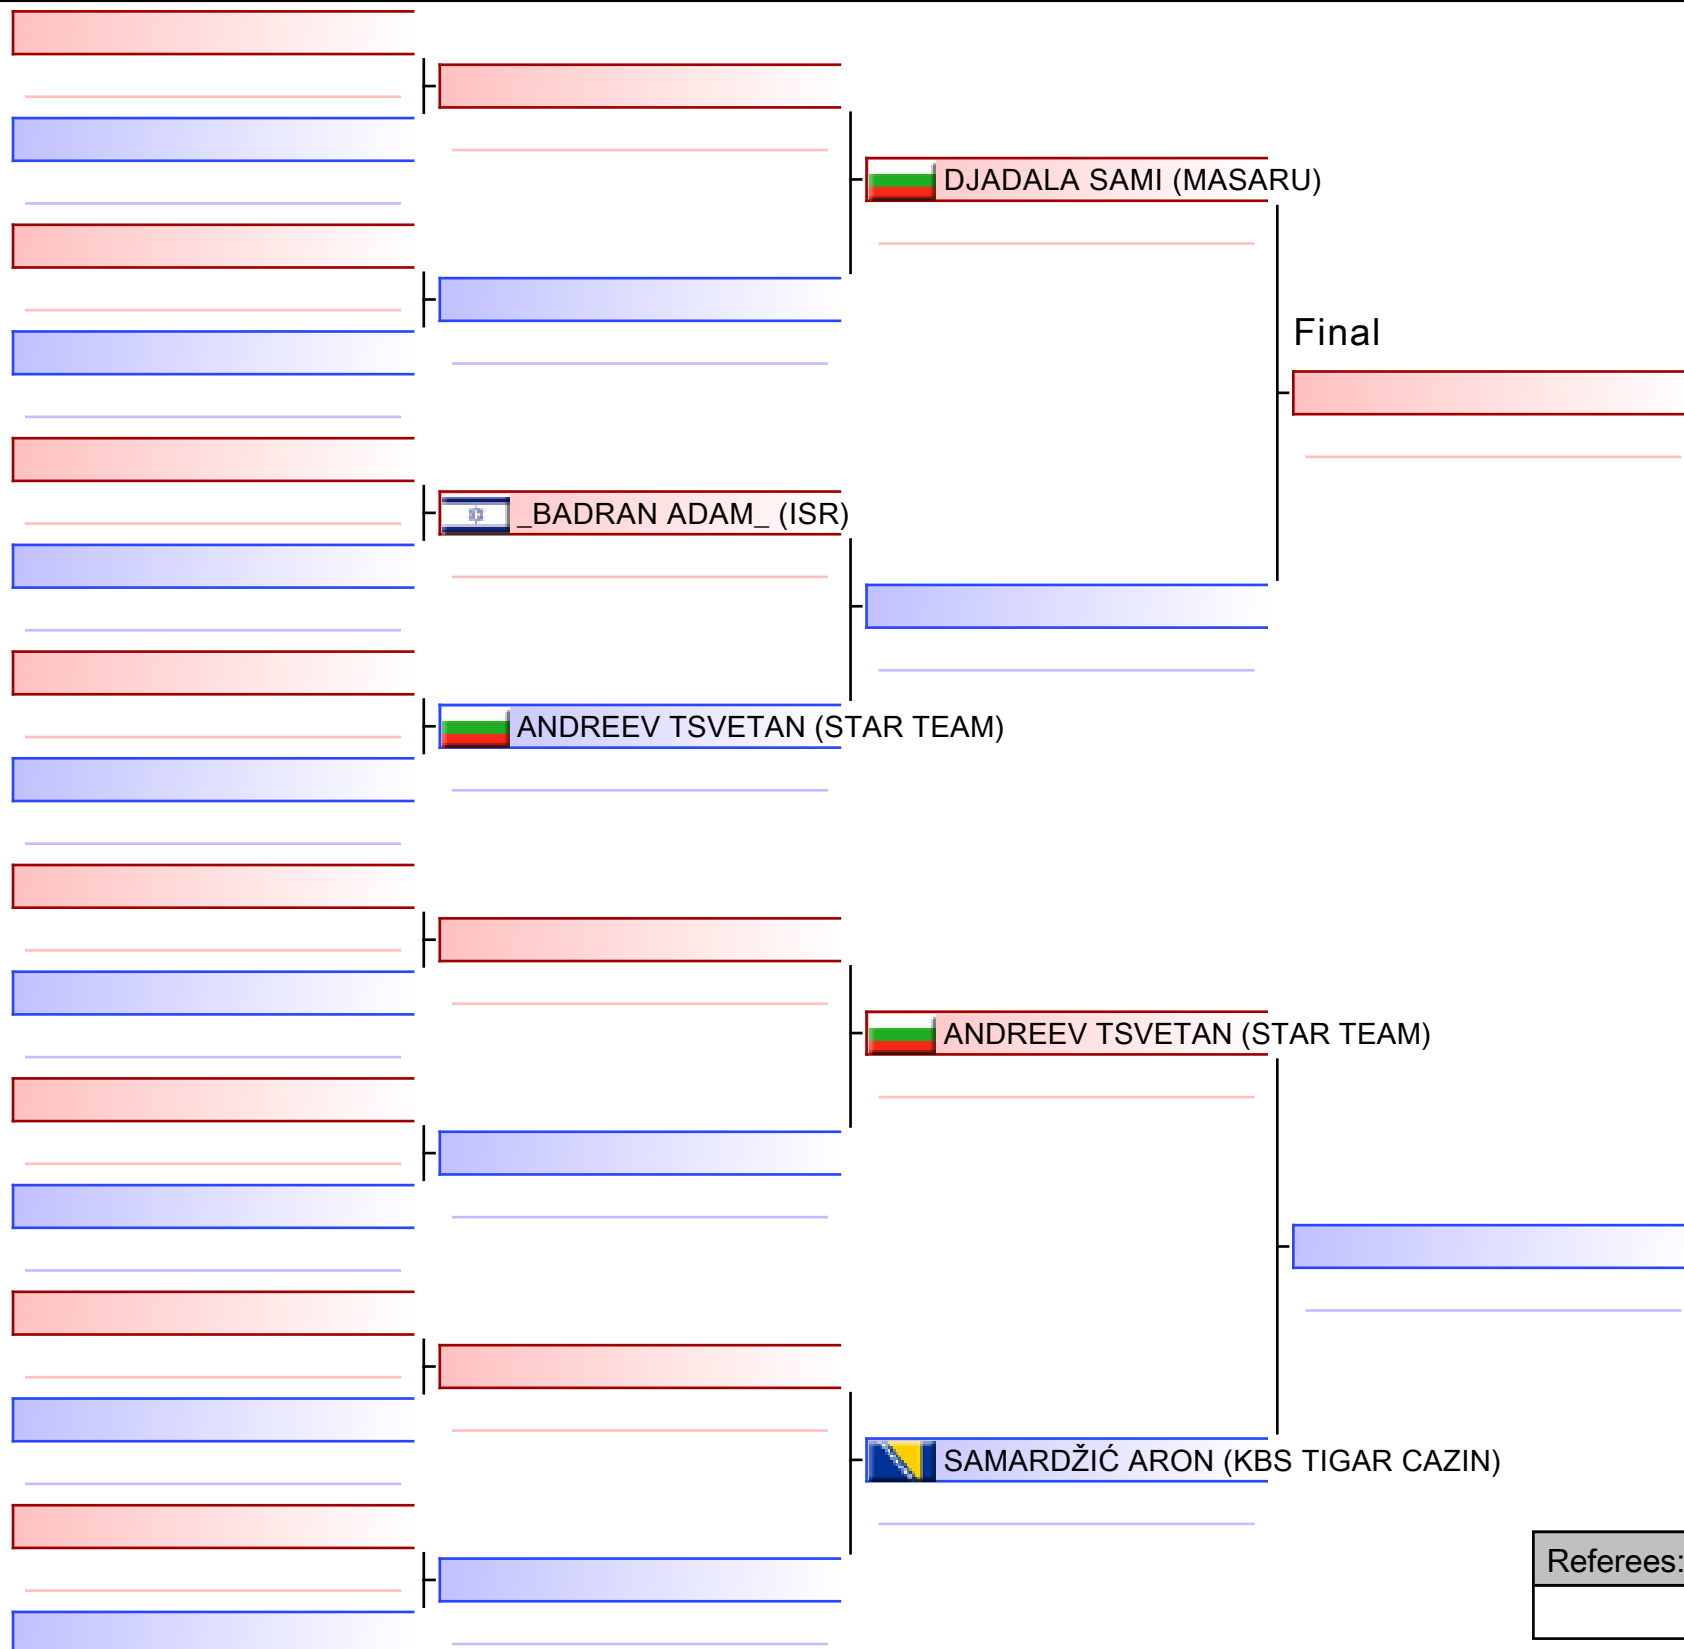 DJADALA SAMI (MASARU)
Final
_BADRAN ADAM_ (ISR)
ANDREEV TSVETAN (STAR TEAM)
ANDREEV TSVETAN (STAR TEAM)
SAMARDŽIĆ ARON (KBS TIGAR CAZIN)
Referees: